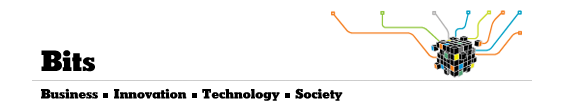 Bits
Business ▪ Innovation ▪ Technology ▪ Society